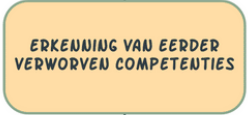 ERKENNING VAN EERDER
VERWORVEN COMPETENTIES